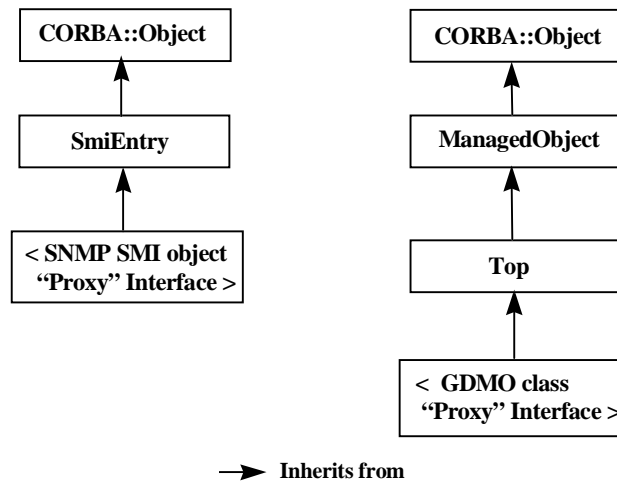 CORBA::Object
SmiEntry
< SNMP SMI object
“Proxy” Interface >
CORBA::Object
ManagedObject
Top
< GDMO class
“Proxy” Interface >
Inherits from